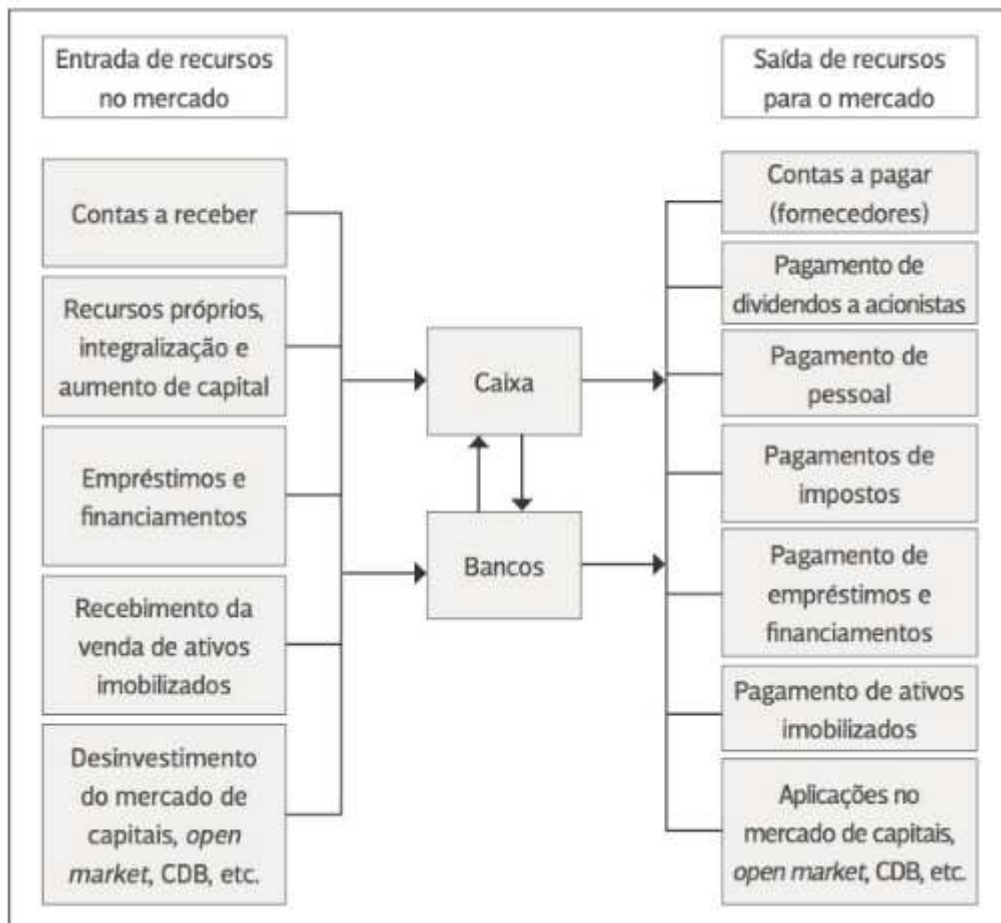 Entrada de recursos
no mercado
Contas a receber
Recursos próprios,
integralização e
aumento de capital
Empréstimos e
financiamentos
Recebimento da
venda de ativos
imobilizados
Desinvestimento
do mercado de
capitais, open
market, CDB, etc.
Caixa
Bancos
Saída de recursos
para o mercado
Contas a pagar
(fornecedores)
Pagamento de
dividendos a acionistas
Pagamento de
pessoal
Pagamentos de
impostos
Pagamento de
empréstimos e
financiamentos
Pagamento de ativos
imobilizados
Aplicações no
mercado de capitais,
open market, CDB, etc.